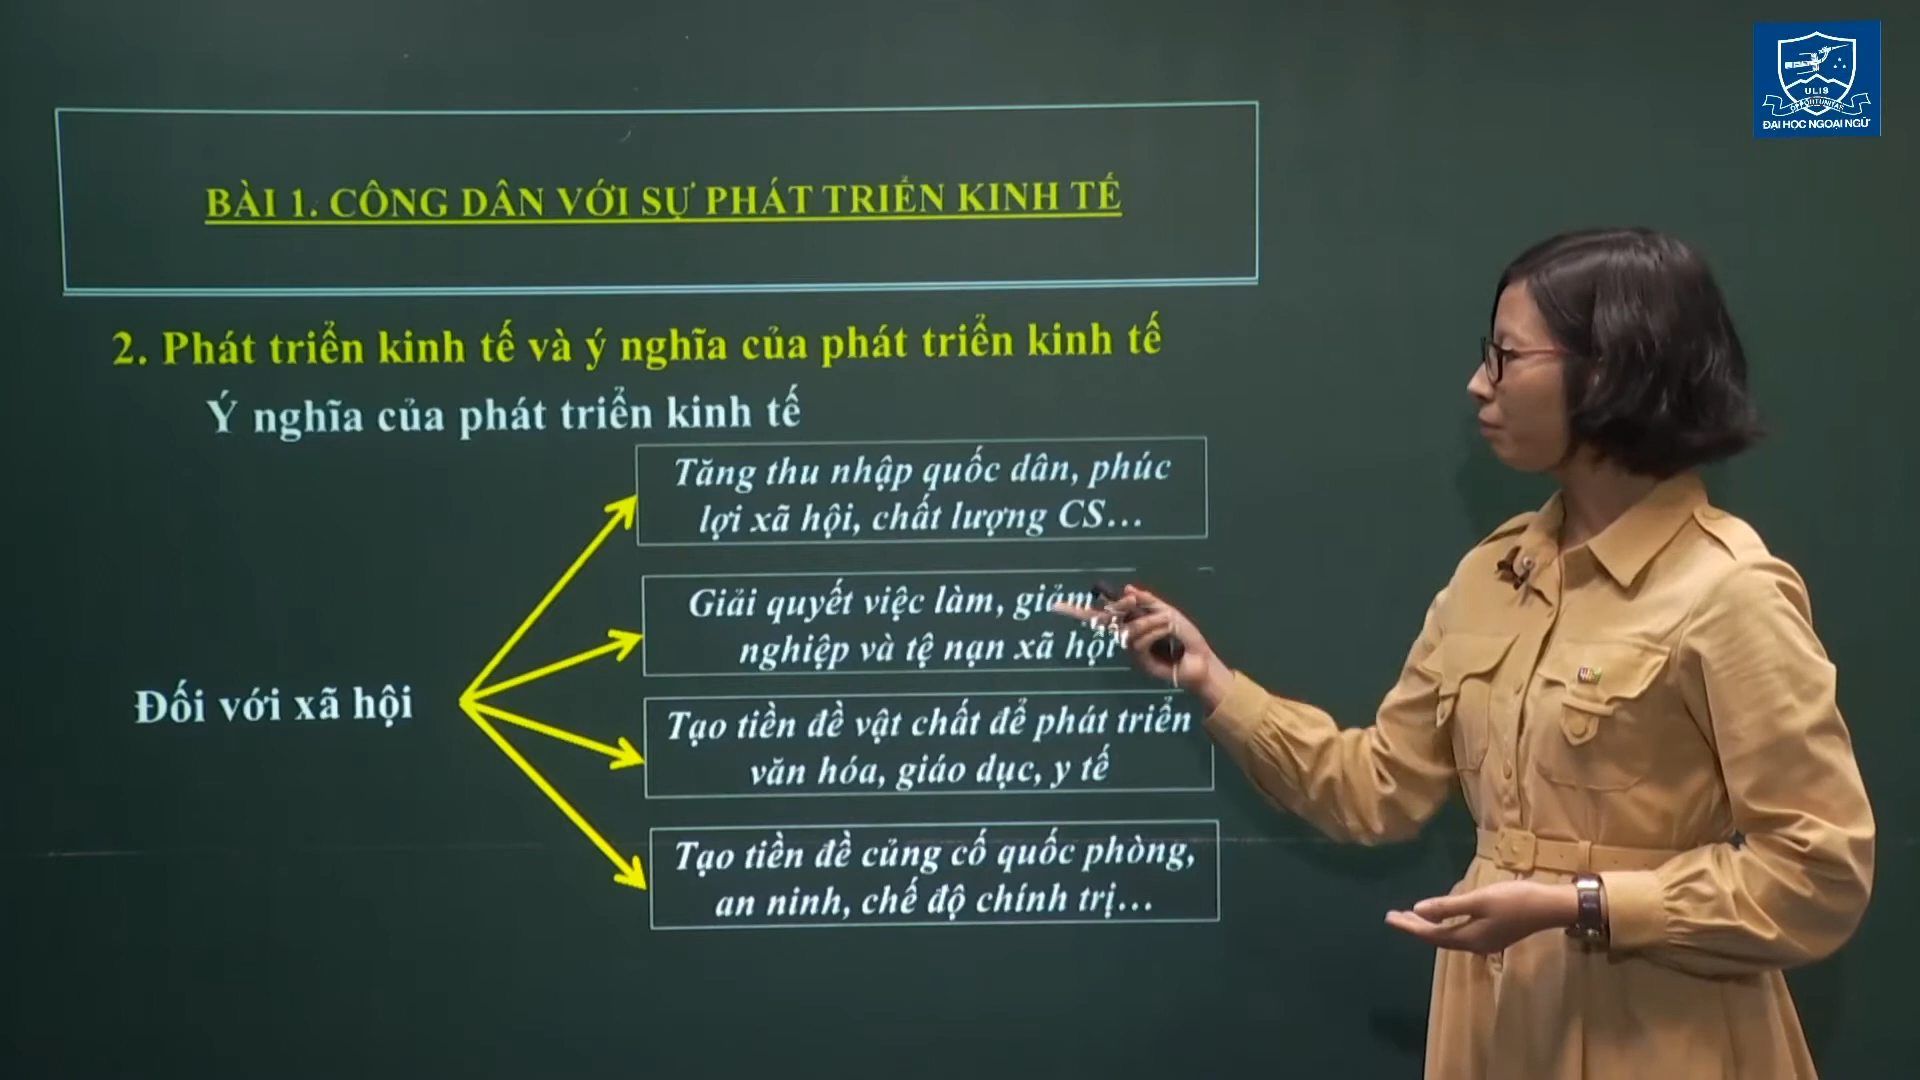 ULIS
ĐẠI HỌC NGOẠI NGỮ
BÀI 1. CÔNG DÂN VỚI SỰ PHÁT TRIỂN KINH TẾ
2. Phát triển kinh tế và ý nghĩa của phát triển kinh tế
Ý nghĩa của phát triển kinh tế
Tăng thu nhập quốc dân, phúc
lợi xã hội, chất lượng CS...
Giải quyết việc làm, giảm
nghiệp và tệ nạn xã hội
Đối với xã hội
Tạo tiền đề vật chất để phát triển
văn hóa, giáo dục, y tế
Tạo tiền đề củng cố quốc phòng,
an ninh, chế độ chính trị...